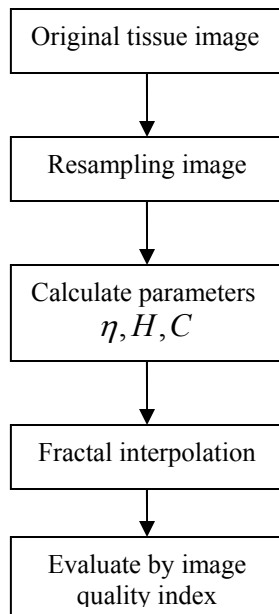 Original tissue image
Resampling image
Calculate parameters
η, H, C
Fractal interpolation
Evaluate by image
quality index